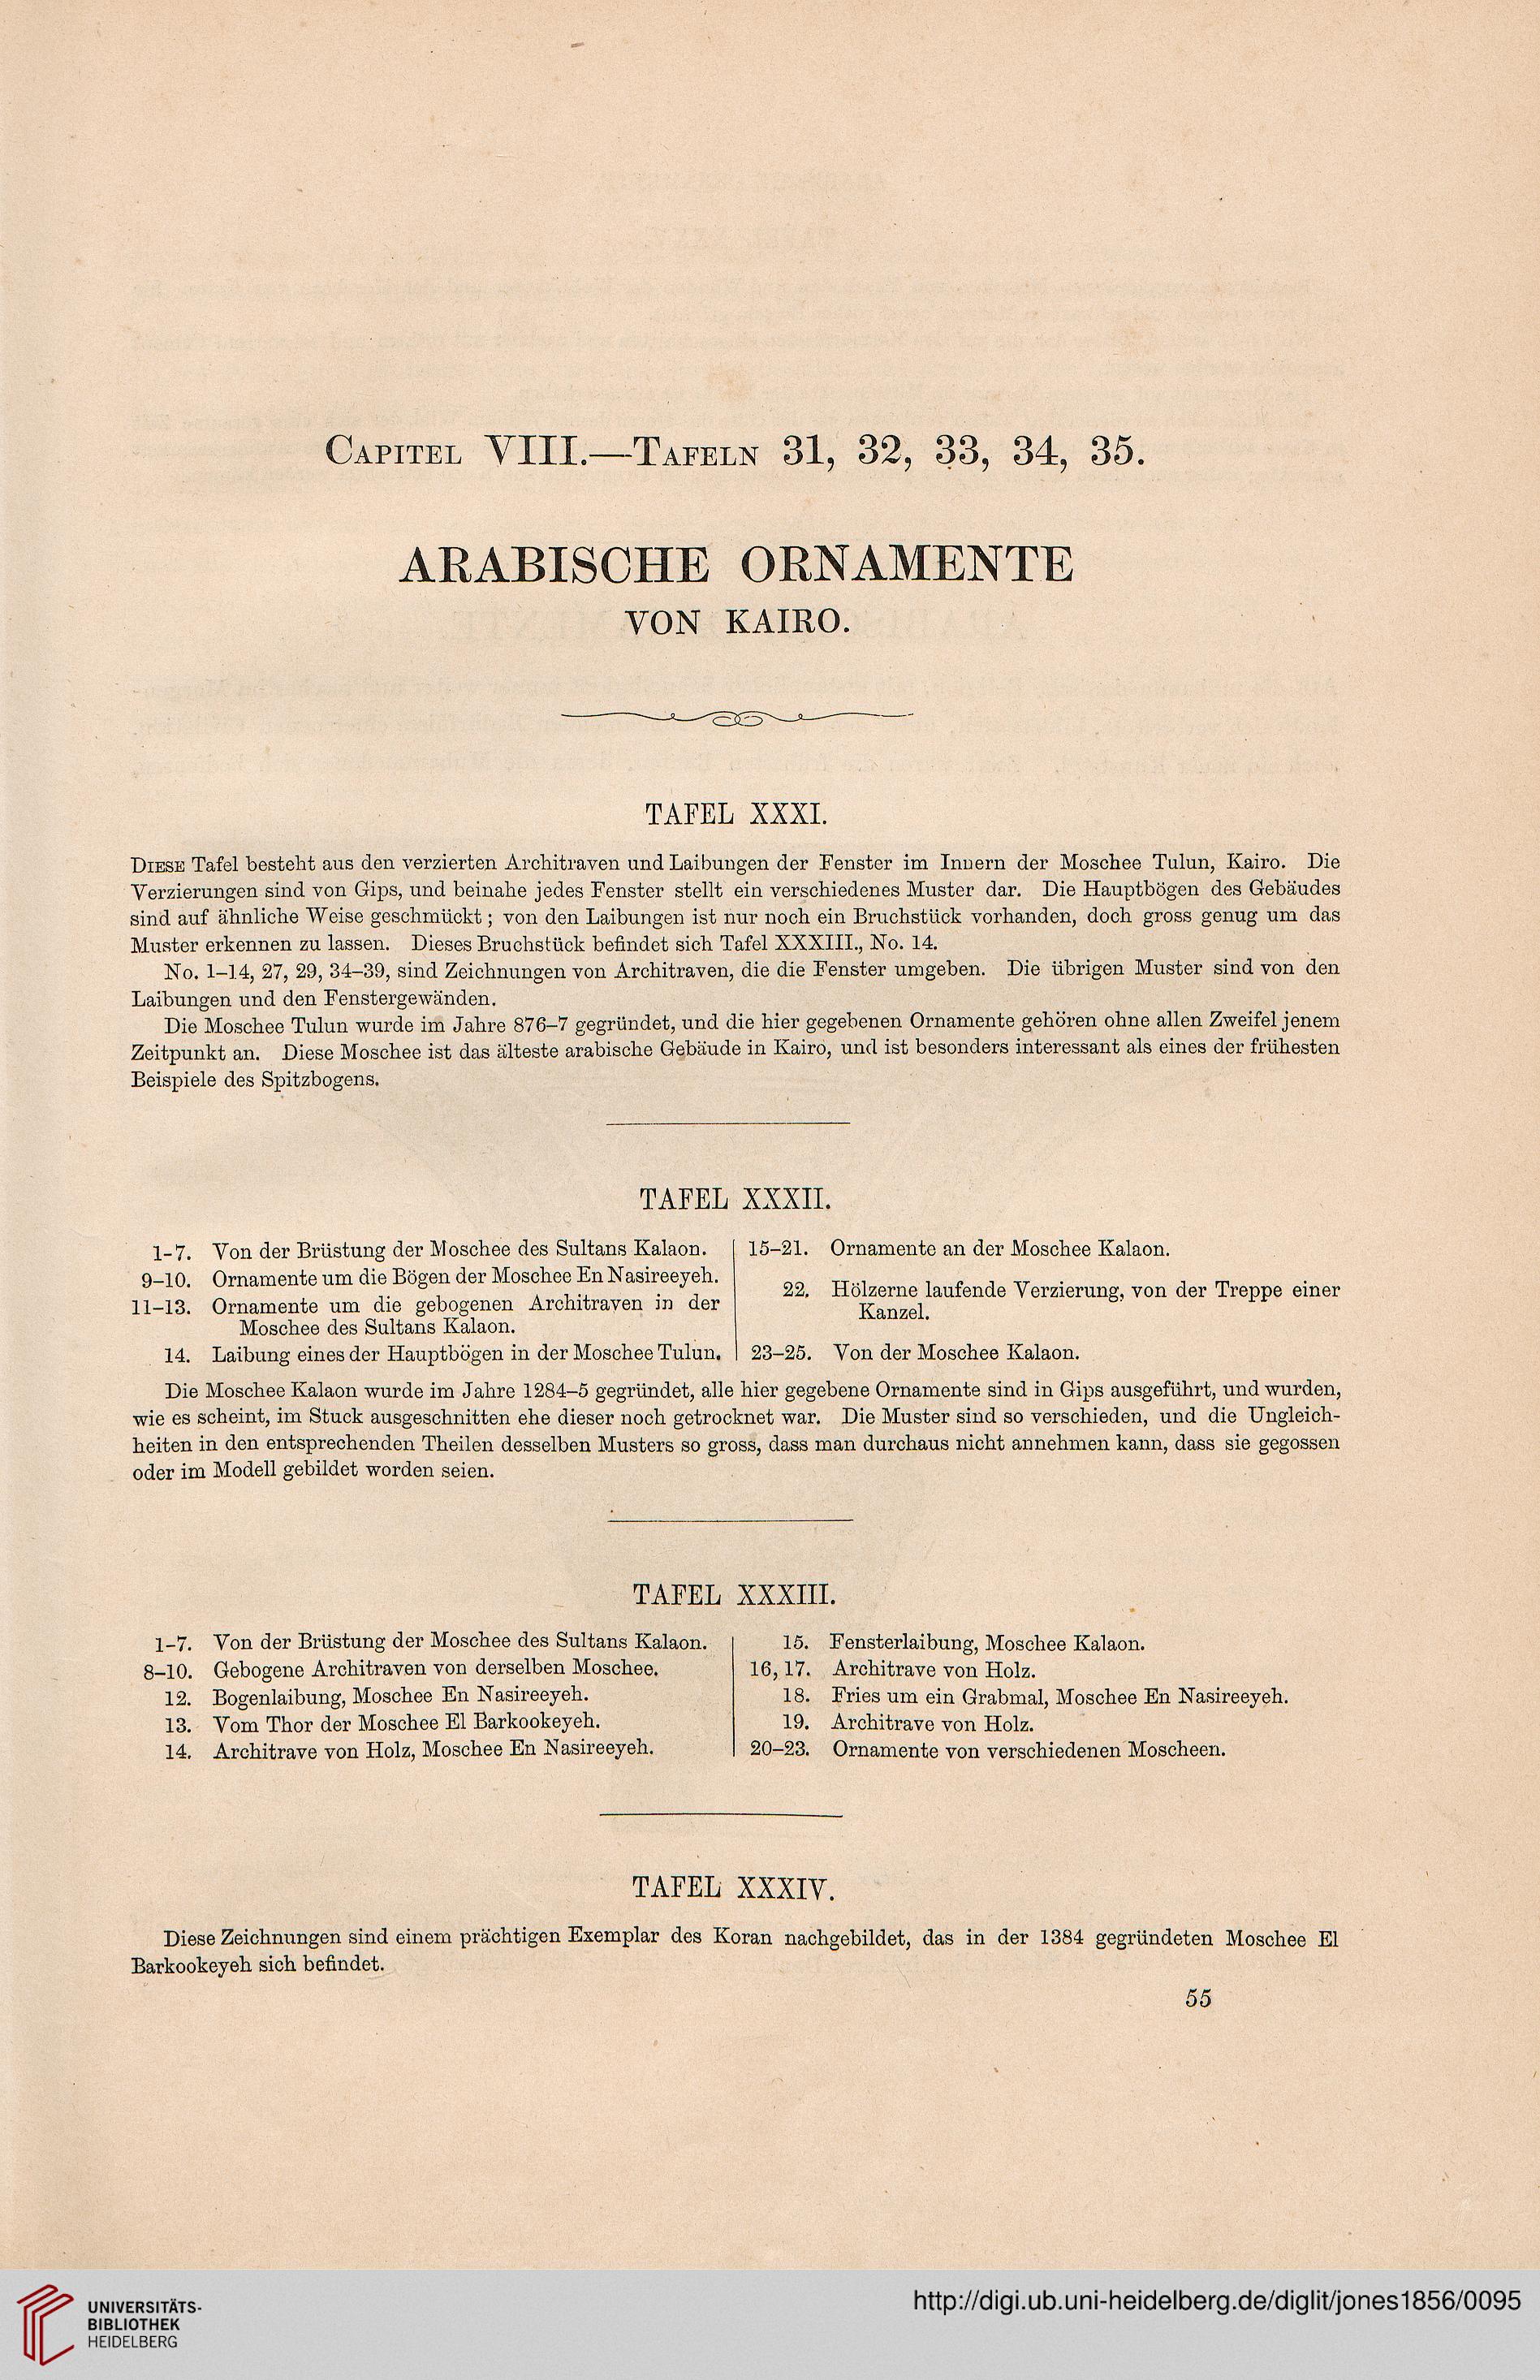 CAPITEL VIII.—TAFELN 31, 32, 33, 34, 35.
ARABISCHE ORNAMENTE
VON KAIRO.
TAFEL XXXI.
DIESE Tafel besteht aus den verzierten Architraven und Laibungen der Fenster im Innern der Moschee Tulun, Kairo. Die
Verzierungen sind von Gips, und beinahe jedes Fenster stellt ein verschiedenes Muster dar. Die Hauptbögen des Gebäudes
sind auf ähnliche Weise geschmückt; von den Laibungen ist nur noch ein Bruchstück vorhanden, doch gross genug um das
Muster erkennen zu lassen. Dieses Bruchstück befindet sich Tafel XXXIII., No. 14.
No. 1–14, 27, 29, 34–39, sind Zeichnungen von Architraven, die die Fenster umgeben. Die übrigen Muster sind von den
Laibungen und den Fenstergewänden.
Die Moschee Tulun wurde im Jahre 876–7 gegründet, und die hier gegebenen Ornamente gehören ohne allen Zweifel jenem
Zeitpunkt an. Diese Moschee ist das älteste arabische Gebäude in Kairo, und ist besonders interessant als eines der frühesten
Beispiele des Spitzbogens.
TAFEL XXXII.
1–7. Von der Brüstung der Moschee des Sultans Kalaon.
9–10. Ornamente um die Bögen der Moschee En Nasireeyeh.
11–13. Ornamente um die gebogenen Architraven in der
Moschee des Sultans Kalaon.
14. Laibung eines der Hauptbögen in der Moschee Tulun.
15–21. Ornamente an der Moschee Kalaon.
22. Hölzerne laufende Verzierung, von der Treppe einer
Kanzel.
23–25. Von der Moschee Kalaon.
Die Moschee Kalaon wurde im Jahre 1284–5 gegründet, alle hier gegebene Ornamente sind in Gips ausgeführt, und wurden,
wie es scheint, im Stuck ausgeschnitten ehe dieser noch getrocknet war. Die Muster sind so verschieden, und die Ungleich-
heiten in den entsprechenden Theilen desselben Musters so gross, dass man durchaus nicht annehmen kann, dass sie gegossen
oder im Modell gebildet worden seien.
TAFEL XXXIII.
1–7. Von der Brüstung der Moschee des Sultans Kalaon.
8–10. Gebogene Architraven von derselben Moschee.
12. Bogenlaibung, Moschee En Nasireeyeh.
13. Vom Thor der Moschee El Barkookeyeh.
14. Architrave von Holz, Moschee En Nasireeyeh.
15. Fensterlaibung, Moschee Kalaon.
16, 17. Architrave von Holz.
18. Fries um ein Grabmal, Moschee En Nasireeyeh.
19. Architrave von Holz.
20–23. Ornamente von verschiedenen Moscheen.
TAFEL XXXIV.
Diese Zeichnungen sind einem prächtigen Exemplar des Koran nachgebildet, das in der 1384 gegründeten Moschee El
Barkookeyeh sich befindet.
55
UNIVERSITÄTS-
BIBLIOTHEK
HEIDELBERG
http://digi.ub.uni-heidelberg.de/diglit/jones1856/0095